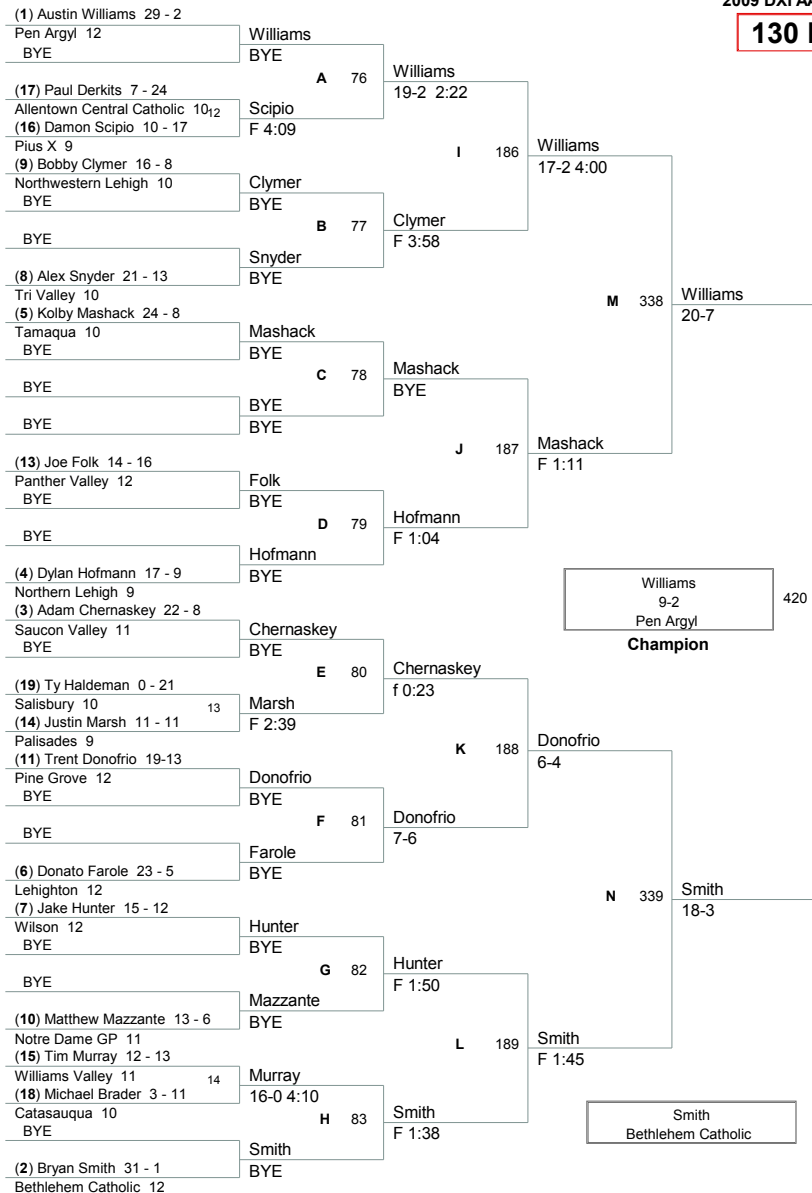 2009 DXI AA
130
(1) Austin Williams 29 - 2
Pen Argyl 12
BYE
(17) Paul Derkits 7 - 24
Allentown Central Catholic 10
12
(16) Damon Scipio 10 - 17
Pius X 9
(9) Bobby Clymer 16 - 8
Northwestern Lehigh 10
BYE
BYE
(8) Alex Snyder 21 - 13
Tri Valley 10
(5) Kolby Mashack 24 - 8
Tamaqua 10
BYE
BYE
BYE
(13) Joe Folk 14 - 16
Panther Valley 12
BYE
BYE
(4) Dylan Hofmann 17 - 9
Northern Lehigh 9
(3) Adam Chernaskey 22 - 8
Saucon Valley 11
BYE
(19) Ty Haldeman 0 - 21
Salisbury 10
13
(14) Justin Marsh 11 - 11
Palisades 9
(11) Trent Donofrio 19-13
Pine Grove 12
BYE
BYE
(6) Donato Farole 23 - 5
Lehighton 12
(7) Jake Hunter 15 - 12
Wilson 12
BYE
BYE
(10) Matthew Mazzante 13 - 6
Notre Dame GP 11
(15) Tim Murray 12 - 13
Williams Valley 11
14
(18) Michael Brader 3 - 11
Catasauqua 10
BYE
(2) Bryan Smith 31 - 1
Bethlehem Catholic 12
Williams
BYE
A 76
Scipio
F 4:09
Clymer
BYE
B 77
Snyder
BYE
Mashack
BYE
C 78
BYE
BYE
Folk
BYE
D 79
Hofmann
BYE
Chernaskey
BYE
E 80
Marsh
F 2:39
Donofrio
BYE
F 81
Farole
BYE
Hunter
BYE
G 82
Mazzante
BYE
Murray
16-0 4:10
H 83
Smith
BYE
Williams
19-2 2:22
I 186
Clymer
F 3:58
Mashack
BYE
J 187
Hofmann
F 1:04
Chernaskey
f 0:23
K 188
Donofrio
7-6
Hunter
F 1:50
L 189
Smith
F 1:38
Williams
17-2 4:00
M 338
Mashack
F 1:11
Donofrio
6-4
N 339
Smith
F 1:45
Williams
20-7
Smith
18-3
Williams
9-2
Pen Argyl
420
Champion
Smith
Bethlehem Catholic